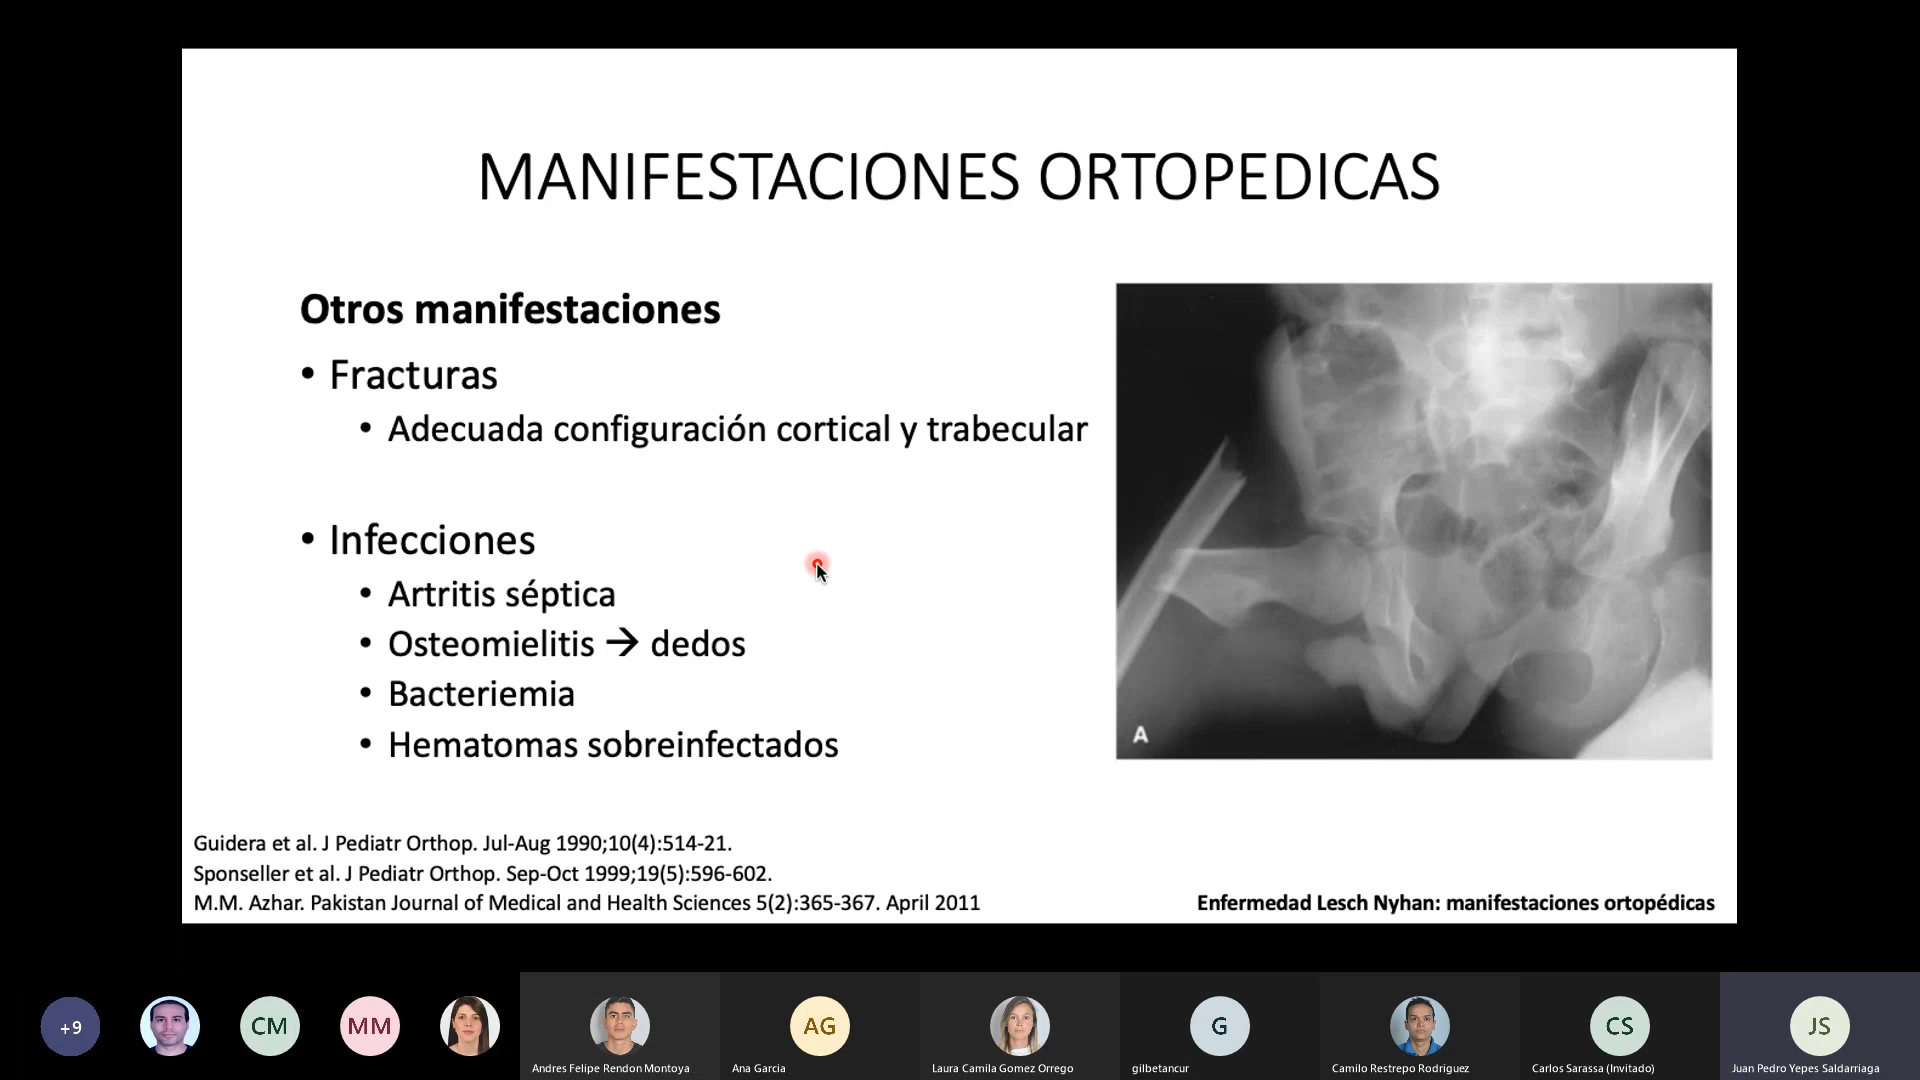 MANIFESTACIONES ORTOPEDICAS
Otros manifestaciones
• Fracturas
• Adecuada configuración cortical y trabecular
• Infecciones
• Artritis séptica
• Osteomielitis → dedos
• Bacteriemia
• Hematomas sobreinfectados
A
Guidera et al. J Pediatr Orthop. Jul-Aug 1990;10(4):514-21.
Sponseller et al. J Pediatr Orthop. Sep-Oct 1999;19(5):596-602.
M.M. Azhar. Pakistan Journal of Medical and Health Sciences 5(2):365-367. April 2011
Enfermedad Lesch Nyhan: manifestaciones ortopédicas
+9
CM
MM
AG
G
CS
JS
Andres Felipe Rendon Montoya
Ana Garcia
Laura Camila Gomez Orrego
gilbetancur
Camilo Restrepo Rodriguez
Carlos Sarassa (Invitado)
Juan Pedro Yepes Saldarriaga